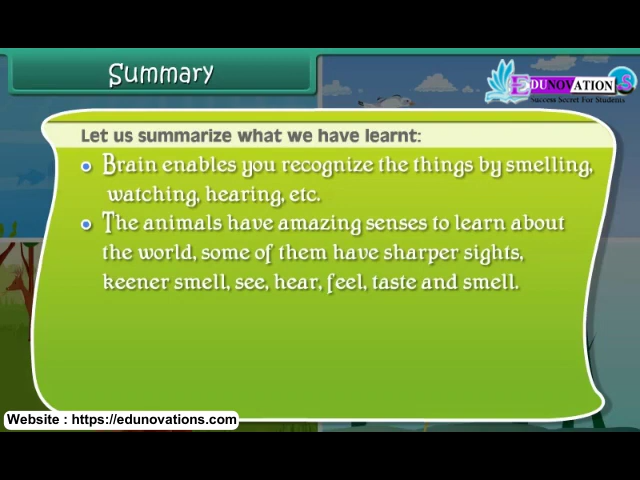 Summary
EDUNOVATIONS
Success Secret For Students
Let us summarize what we have learnt:
Brain enables you recognize the things by smelling,
watching, hearing, etc.
The animals have amazing senses to learn about
the world, some of them have sharper sights,
keener smell, see, hear, feel, taste and smell.
Website : https://edunovations.com